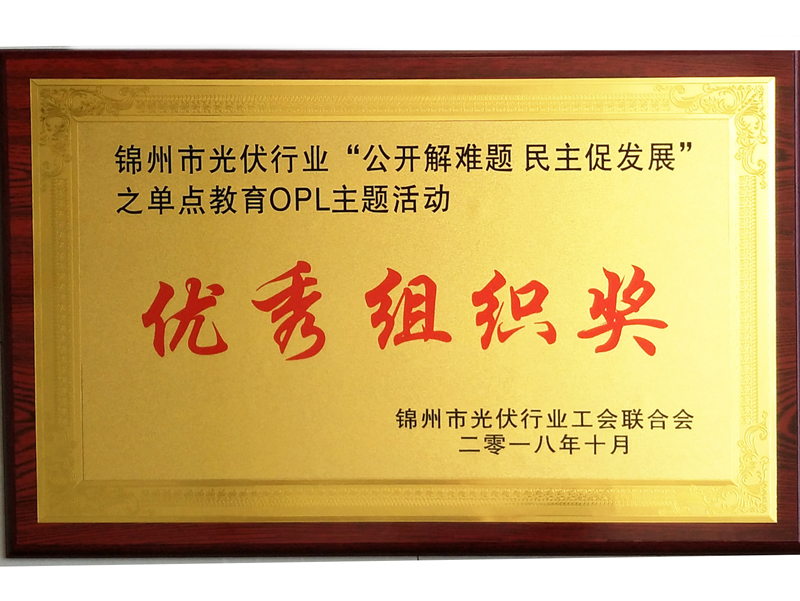 锦州市光伏行业“公开解难题 民主促发展”
之单点教育OPL主题活动
优秀组织奖
锦州市光伏行业工会联合会
二零一八年十月